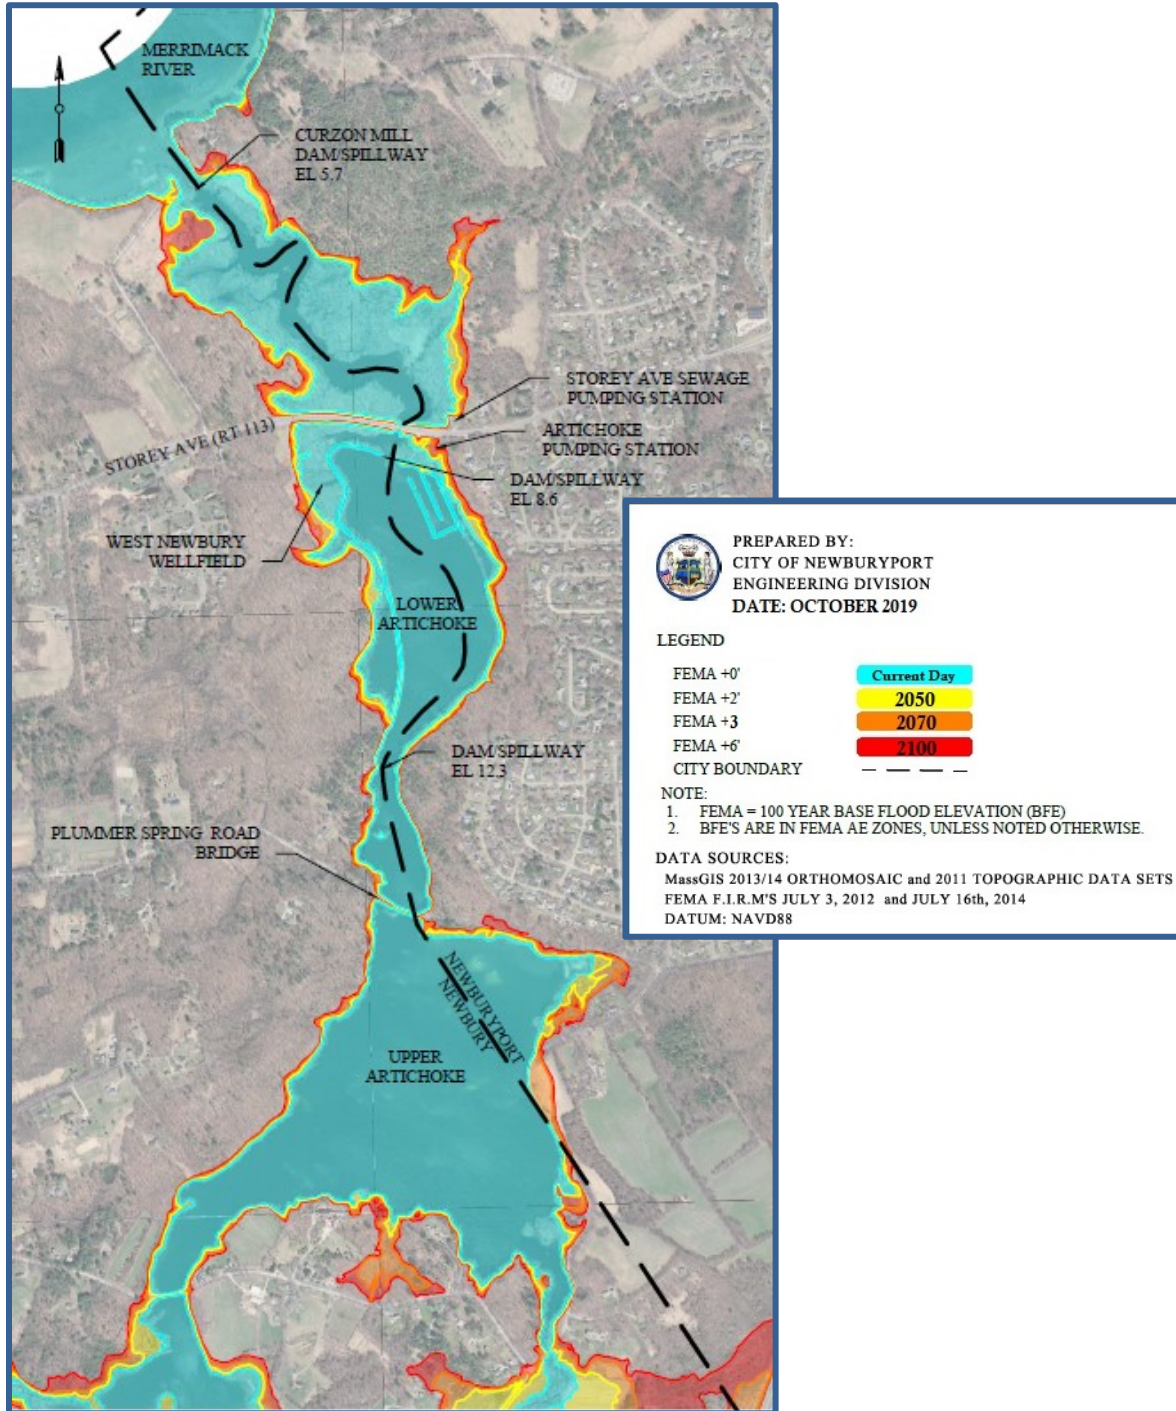 MERRIMACK
RIVER
CURZON MILL
DAM/SPILLWAY
EL 5.7
STOREY AVE SEWAGE
PUMPING STATION
STOREY AVE (RT 113)
ARTICHOKE
PUMPING STATION
DAM/SPILLWAY
EL 8.6
WEST NEWBURY
WELLFIELD
LOWER
ARTICHOKE
DAM/SPILLWAY
EL 12.3
PLUMMER SPRING ROAD
BRIDGE
NEWBURYPORT
NEWBURY
UPPER
ARTICHOKE
PREPARED BY:
CITY OF NEWBURYPORT
ENGINEERING DIVISION
DATE: OCTOBER 2019
LEGEND
FEMA +0' Current Day
FEMA +2' 2050
FEMA +3 2070
FEMA +6' 2100
CITY BOUNDARY
NOTE:
1. FEMA = 100 YEAR BASE FLOOD ELEVATION (BFE)
2. BFE'S ARE IN FEMA AE ZONES, UNLESS NOTED OTHERWISE.
DATA SOURCES:
MassGIS 2013/14 ORTHOMOSAIC and 2011 TOPOGRAPHIC DATA SETS
FEMA F.I.R.M'S JULY 3, 2012 and JULY 16th, 2014
DATUM: NAVD88